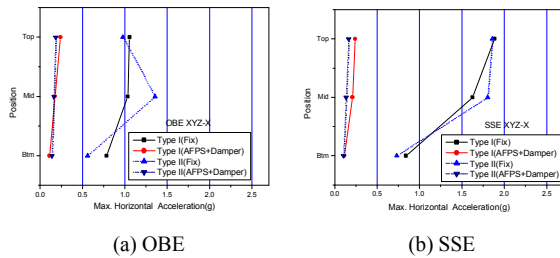 Top
Mid
Btm
Position
OBE XYZ-X
Type I(Fix)
Type I(AFPS+Damper)
Type II(Fix)
Type II(AFPS+Damper)
0.0 0.5 1.0 1.5 2.0 2.5
Max. Horizontal Acceleration(g)
(a) OBE
Top
Mid
Btm
Position
SSE XYZ-X
Type I(Fix)
Type I(AFPS+Damper)
Type II(Fix)
Type II(AFPS+Damper)
0.0 0.5 1.0 1.5 2.0 2.5
Max. Horizontal Acceleration(g)
(b) SSE